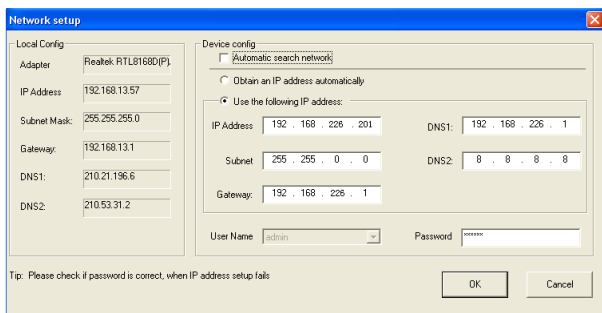 Network setup
Local Config
Adapter Realtek RTL8168D(P).
IP Address 192.168.13.57
Subnet Mask: 255.255.255.0
Gateway: 192.168.13.1
DNS1: 210.21.196.6
DNS2: 210.53.31.2
Device config
Automatic search network
Obtain an IP address automatically
Use the following IP address:
IP Address 192 . 168 . 226 . 201 DNS1: 192 . 168 . 226 . 1
Subnet 255 . 255 . 0 . 0 DNS2: 8 . 8 . 8 . 8
Gateway: 192 . 168 . 226 . 1
User Name admin Password ******
Tip: Please check if password is correct, when IP address setup fails
OK Cancel